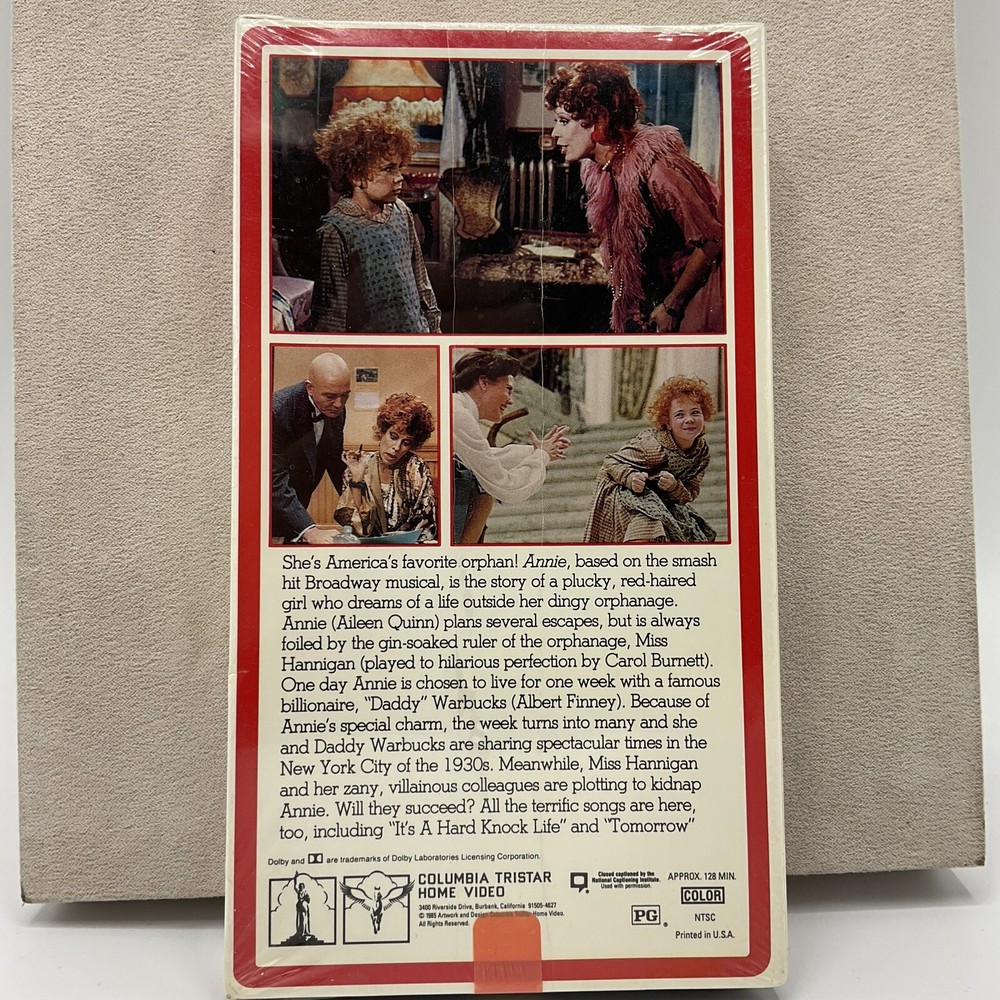 She's America's favorite orphan! Annie, based on the smash
hit Broadway musical, is the story of a plucky, red-haired
girl who dreams of a life outside her dingy orphanage.
Annie (Aileen Quinn) plans several escapes, but is always
foiled by the gin-soaked ruler of the orphanage, Miss
Hannigan (played to hilarious perfection by Carol Burnett).
One day Annie is chosen to live for one week with a famous
billionaire, "Daddy" Warbucks (Albert Finney). Because of
Annie's special charm, the week turns into many and she
and Daddy Warbucks are sharing spectacular times in the
New York City of the 1930s. Meanwhile, Miss Hannigan
and her zany, villainous colleagues are plotting to kidnap
Annie. Will they succeed? All the terrific songs are here,
too, including "It's A Hard Knock Life" and "Tomorrow"
Dolby and are trademarks of Dolby Laboratories Licensing Corporation.
COLUMBIA TRISTAR
HOME VIDEO
3400 Riverside Drive, Burbank, California 91505-4627
© 1985 Artwork and Design Columbia Tristar Home Video.
All Rights Reserved.
Closed captioned by the
National Captioning Institute.
Used with permission.
APPROX. 128 MIN.
COLOR
PG ®
NTSC
Printed in U.S.A.